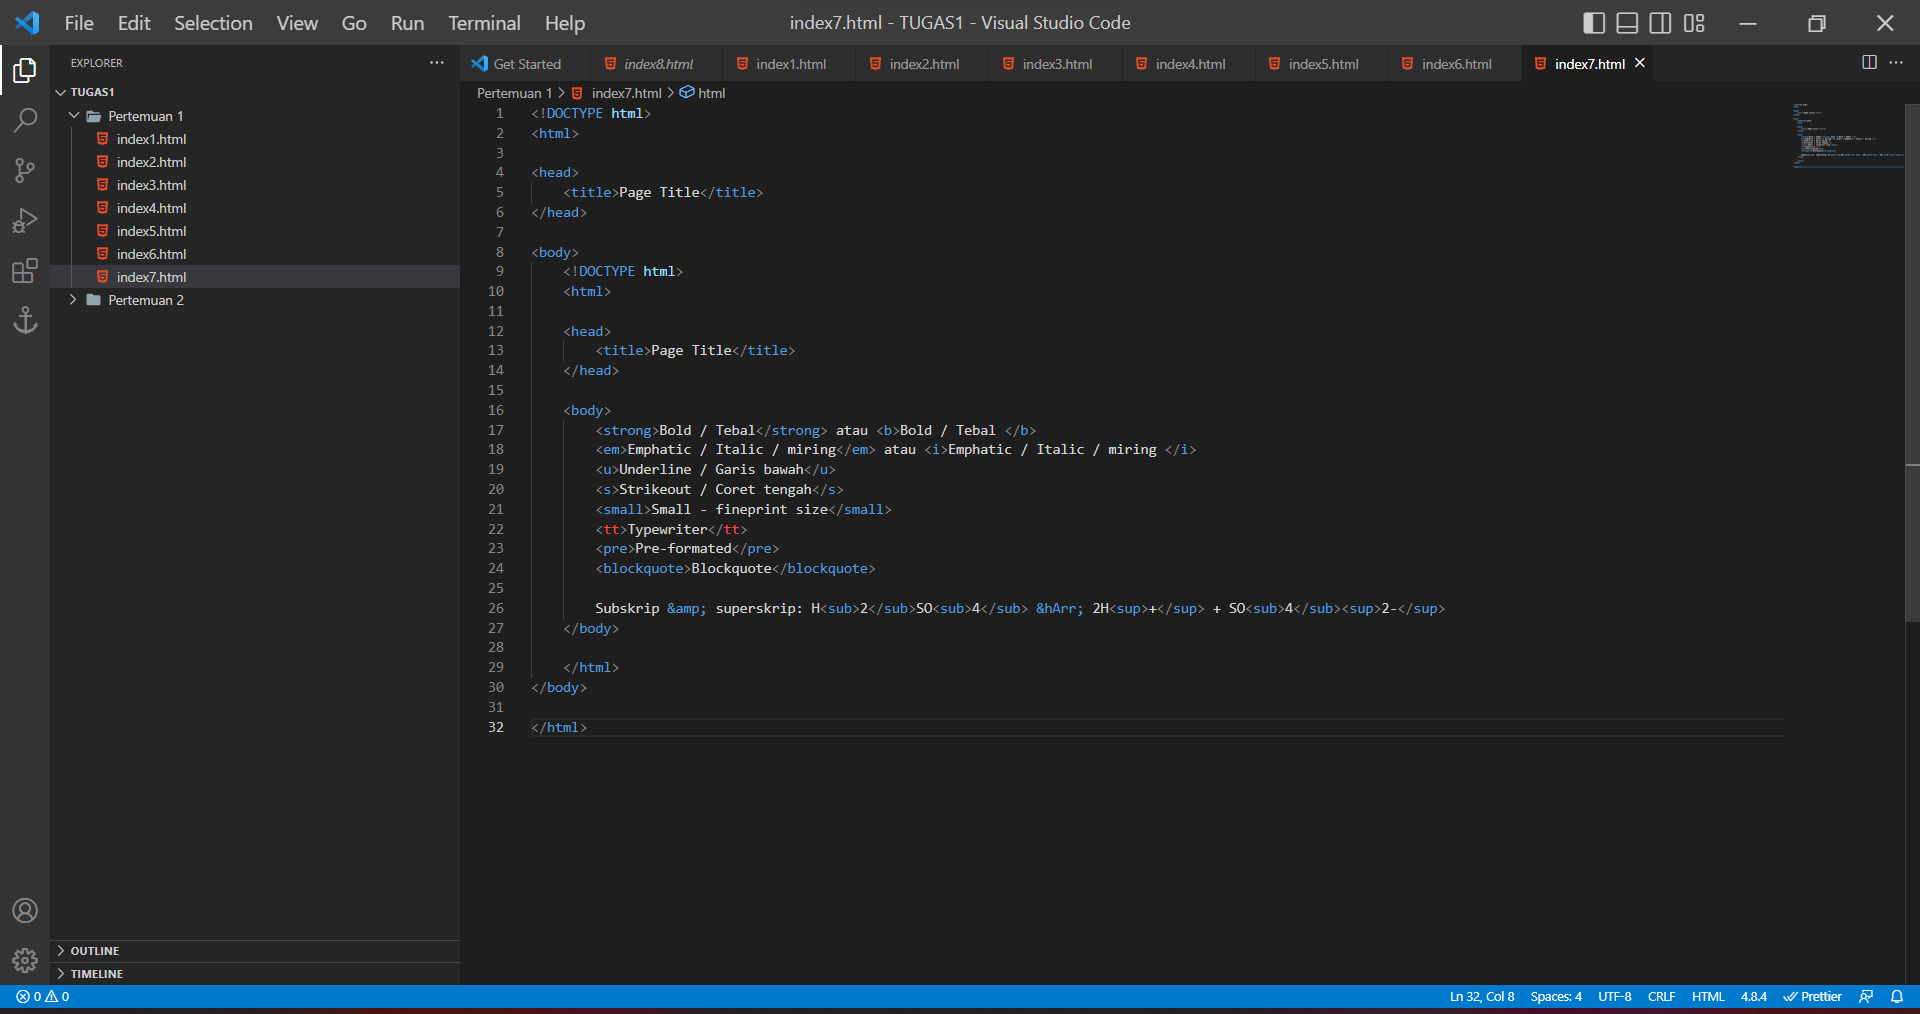 File Edit Selection View Go Run Terminal Help index7.html - TUGAS1 - Visual Studio Code
EXPLORER
TUGAS1
Pertemuan 1
index1.html
index2.html
index3.html
index4.html
index5.html
index6.html
index7.html
Pertemuan 2
OUTLINE
TIMELINE
Get Started index8.html index1.html index2.html index3.html index4.html index5.html index6.html index7.html
Pertemuan 1 > index7.html > html
1 <!DOCTYPE html>
2 <html>
3
4 <head>
5 <title>Page Title</title>
6 </head>
7
8 <body>
9 <!DOCTYPE html>
10 <html>
11
12 <head>
13 <title>Page Title</title>
14 </head>
15
16 <body>
17 <strong>Bold / Tebal</strong> atau <b>Bold / Tebal </b>
18 <em>Emphatic / Italic / miring</em> atau <i>Emphatic / Italic / miring </i>
19 <u>Underline / Garis bawah</u>
20 <s>Strikeout / Coret tengah</s>
21 <small>Small - fineprint size</small>
22 <tt>Typewriter</tt>
23 <pre>Pre-formated</pre>
24 <blockquote>Blockquote</blockquote>
25
26 Subskrip &amp; superskrip: H<sub>2</sub>SO<sub>4</sub> &hArr; 2H<sup>+</sup> + SO<sub>4</sub><sup>2-</sup>
27 </body>
28
29 </html>
30 </body>
31
32 </html>
0 0 Ln 32, Col 8 Spaces: 4 UTF-8 CRLF HTML 4.8.4 Prettier